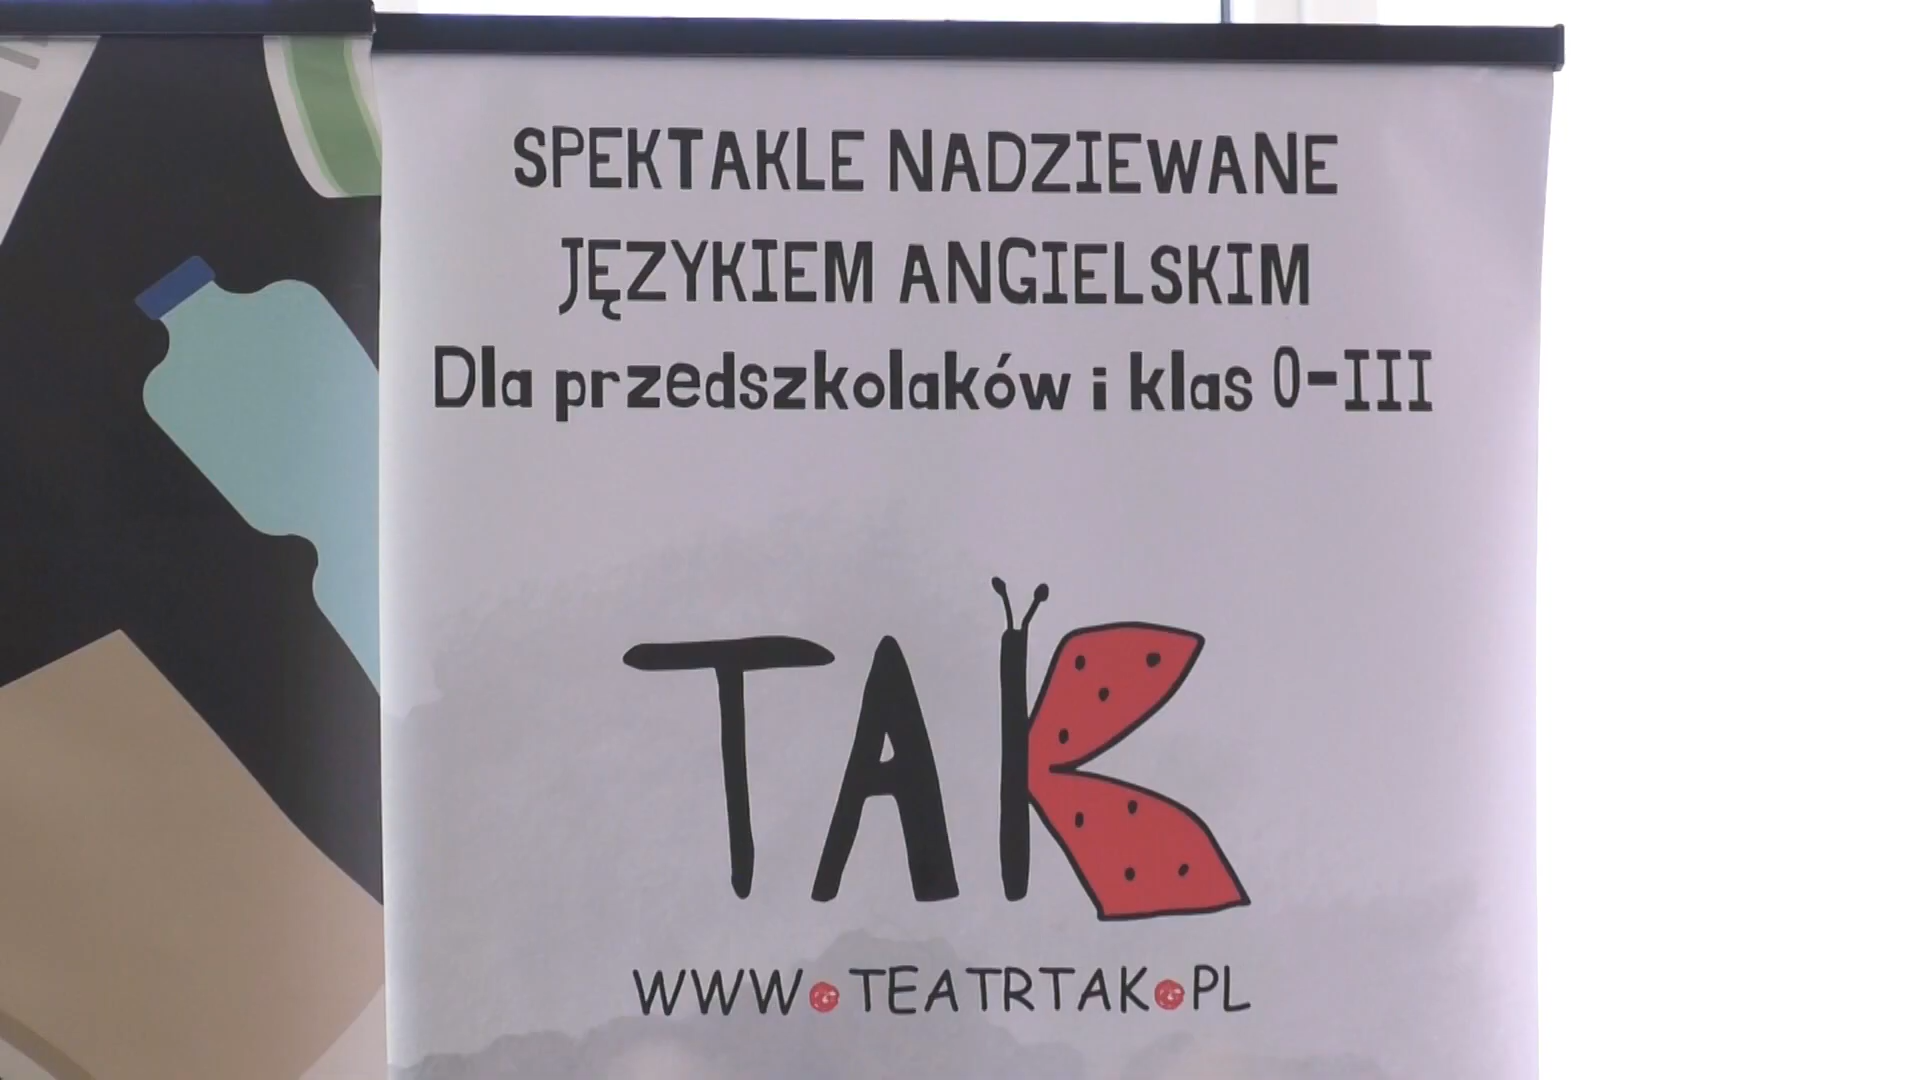 SPEKTAKLE NADZIEWANE
JĘZYKIEM ANGIELSKIM
Dla przedszkolaków i klas 0-III
TAK
WWW.TEATRTAK.PL